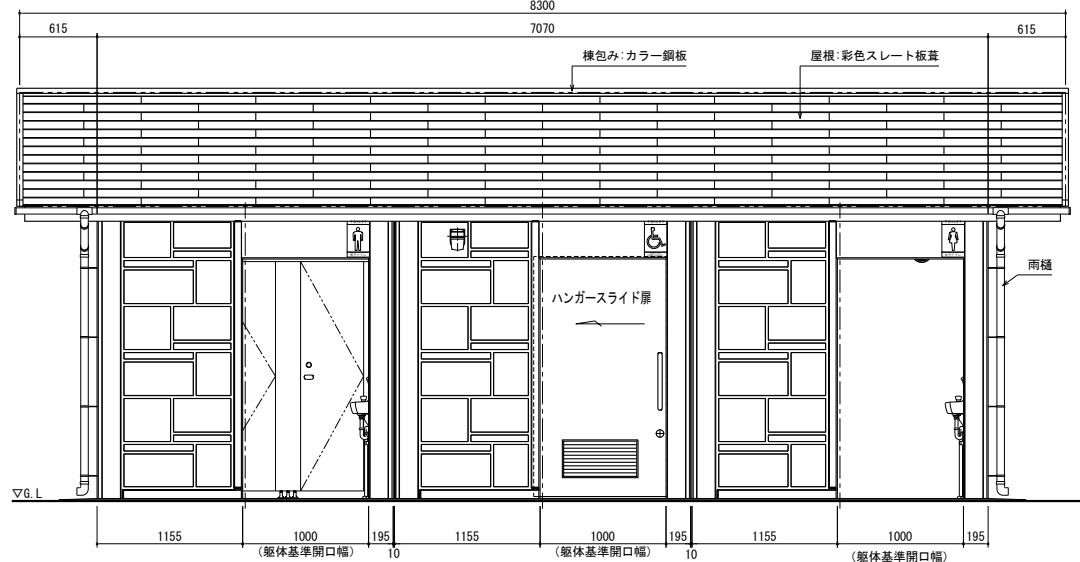 8300
615
7070
615
棟包み:カラー鋼板
屋根:彩色スレート板葺
雨樋
ハンガースライド扉
▽G.L
1155
1000
195
1155
1000
195
1155
1000
195
(躯体基準開口幅)
10
(躯体基準開口幅)
10
(躯体基準開口幅)